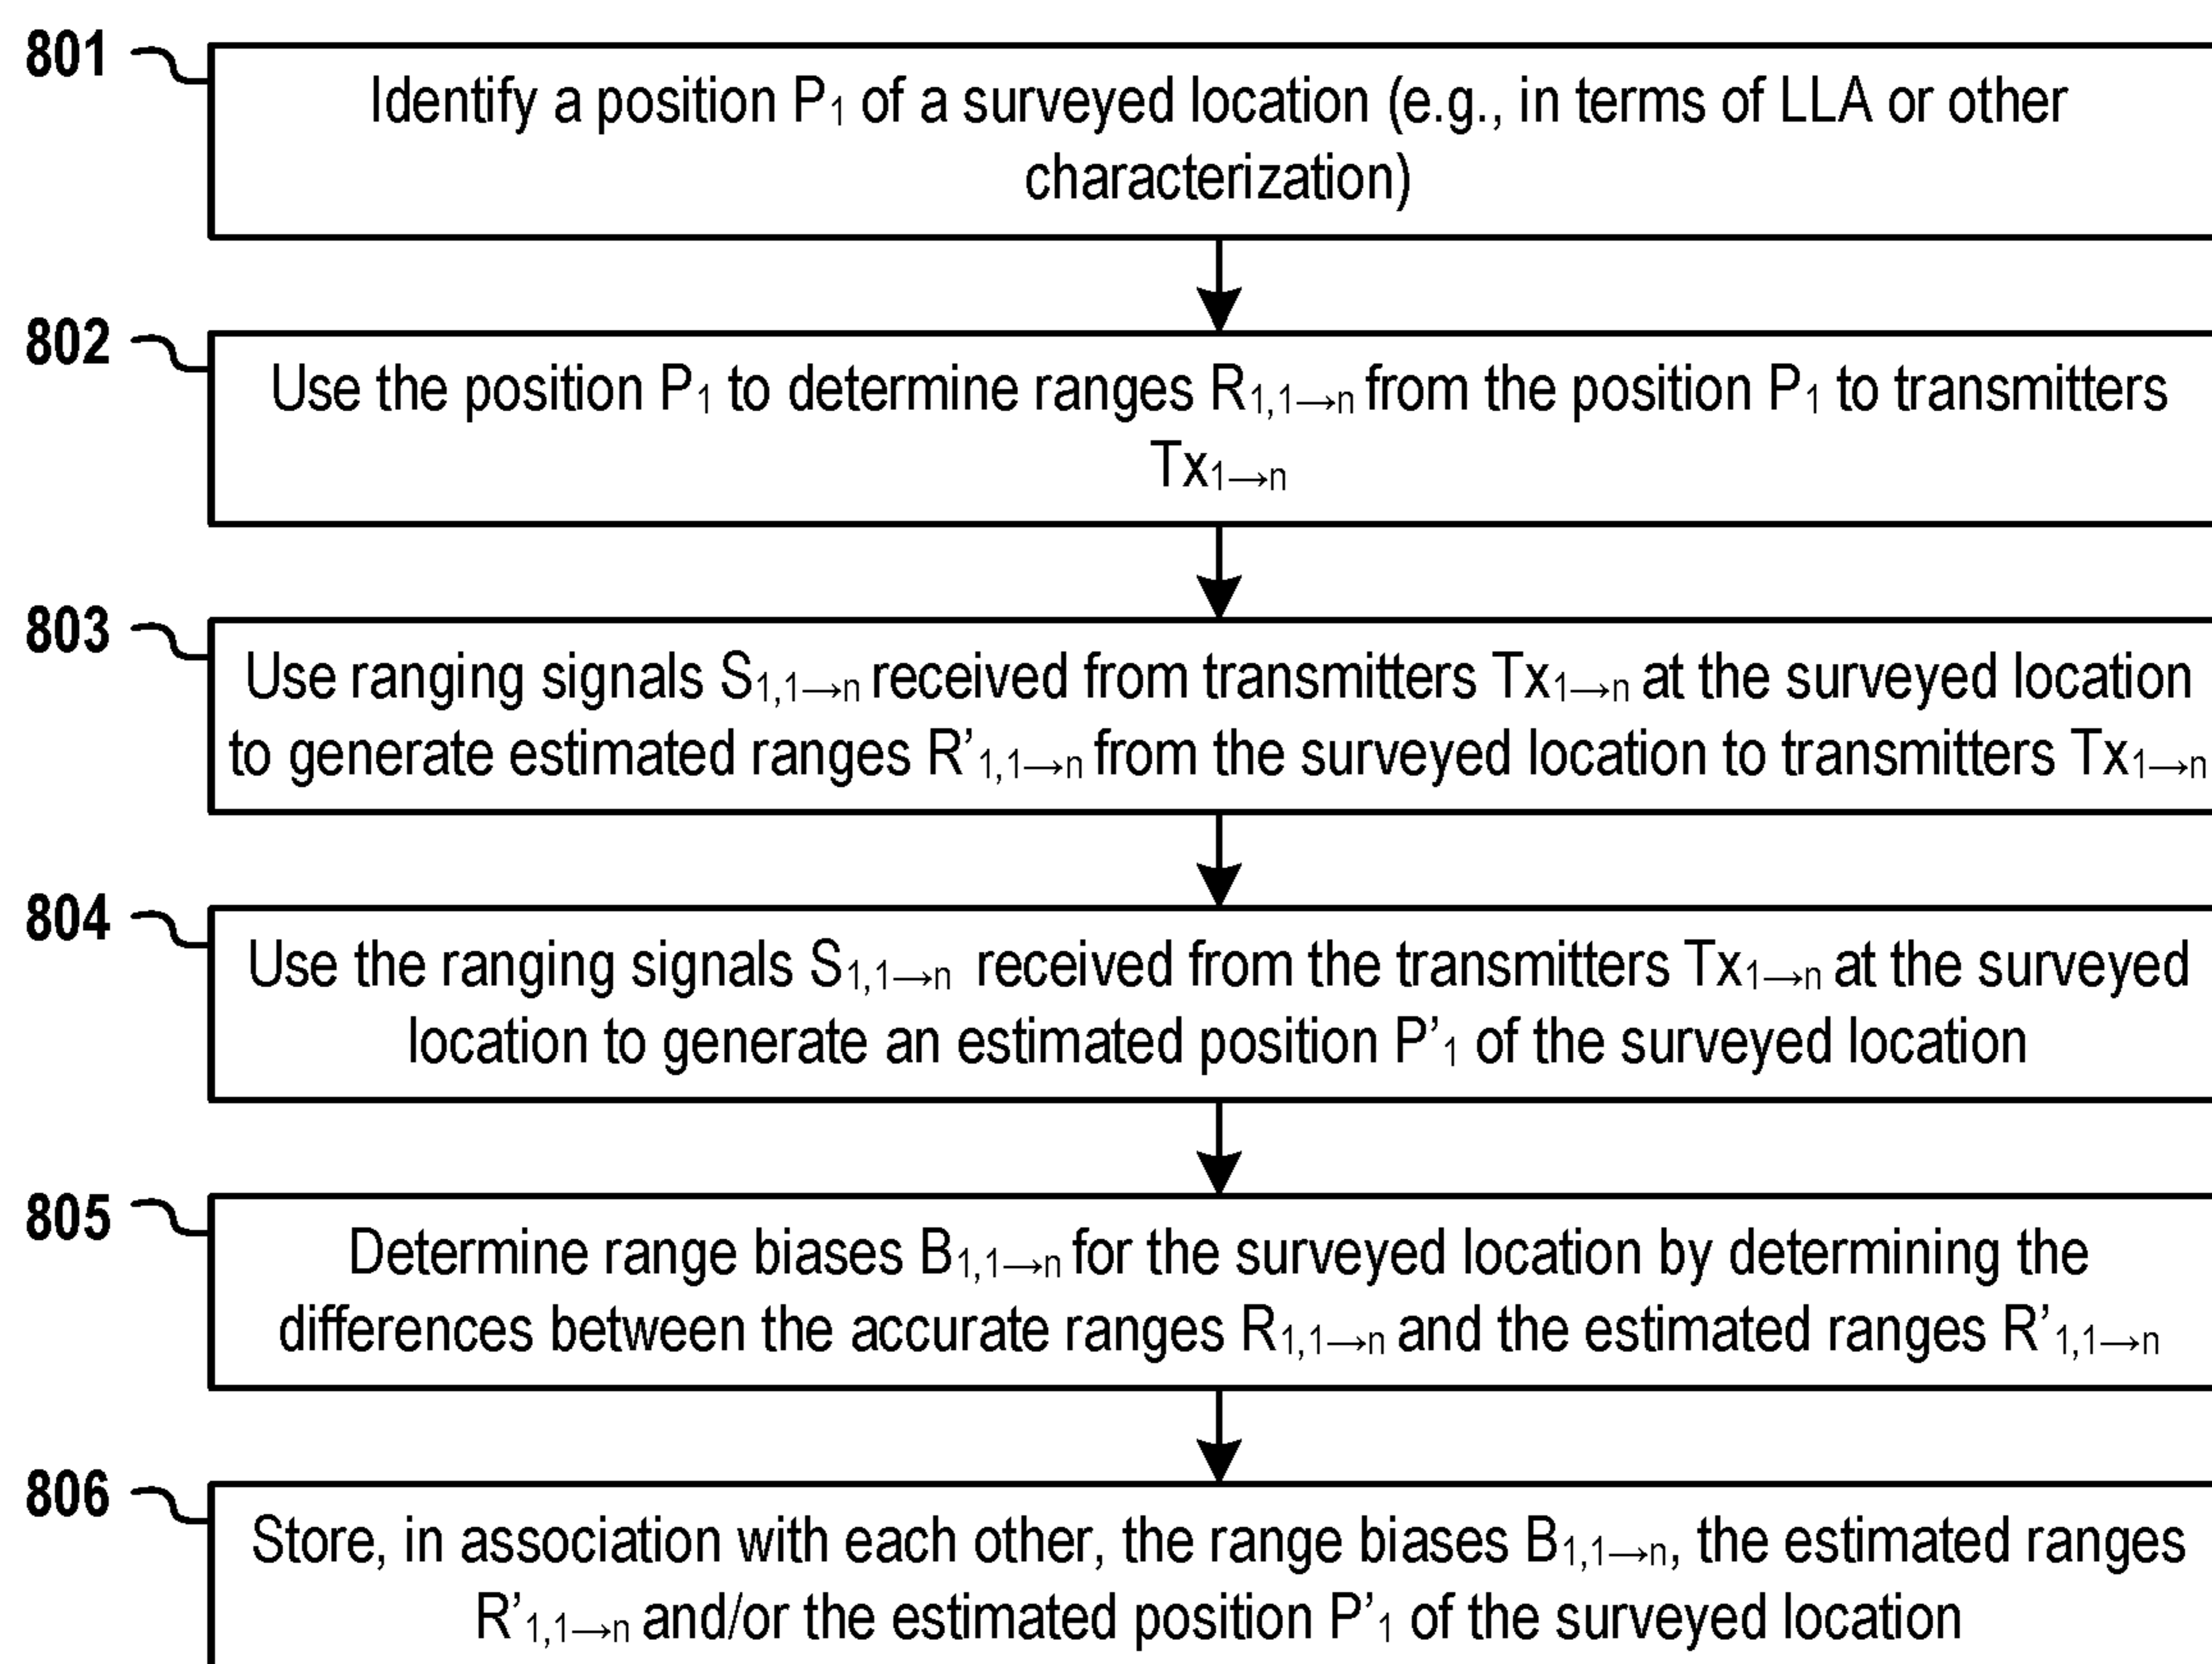 801
Identify a position P₁ of a surveyed location (e.g., in terms of LLA or other
characterization)
802
Use the position P₁ to determine ranges R₁,₁→ₙ from the position P₁ to transmitters
Tx₁→ₙ
803
Use ranging signals S₁,₁→ₙ received from transmitters Tx₁→ₙ at the surveyed location
to generate estimated ranges R’₁,₁→ₙ from the surveyed location to transmitters Tx₁→ₙ
804
Use the ranging signals S₁,₁→ₙ received from the transmitters Tx₁→ₙ at the surveyed
location to generate an estimated position P’₁ of the surveyed location
805
Determine range biases B₁,₁→ₙ for the surveyed location by determining the
differences between the accurate ranges R₁,₁→ₙ and the estimated ranges R’₁,₁→ₙ
806
Store, in association with each other, the range biases B₁,₁→ₙ, the estimated ranges
R’₁,₁→ₙ and/or the estimated position P’₁ of the surveyed location